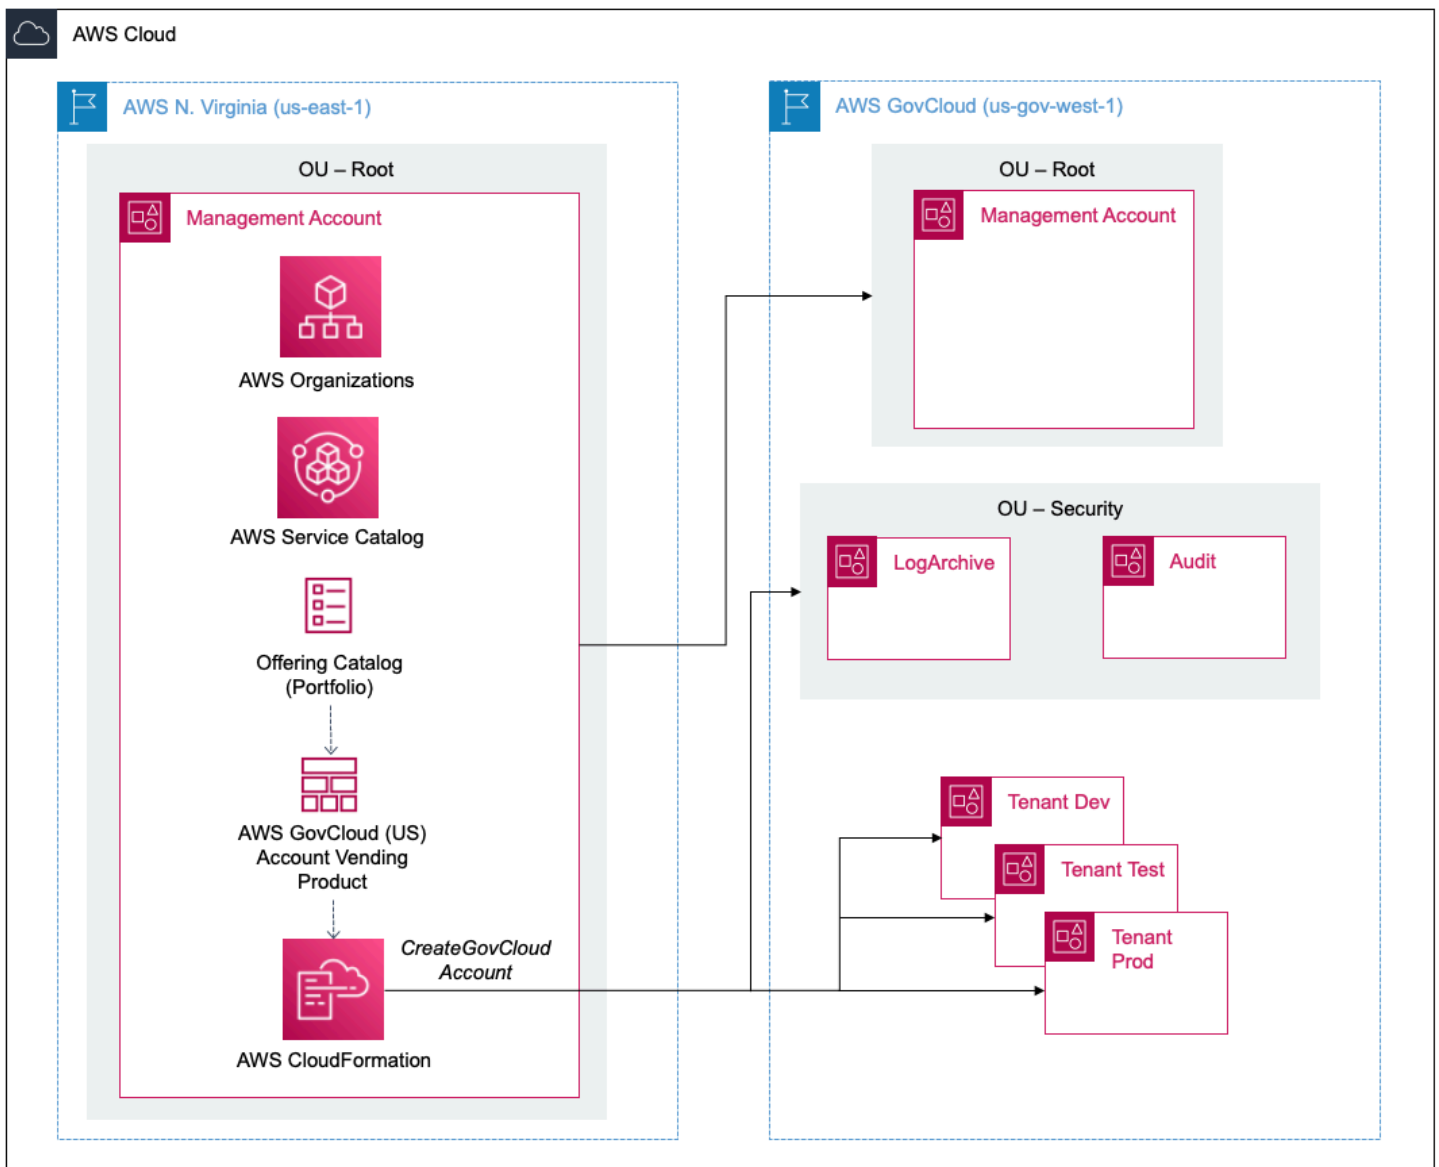 AWS Cloud
AWS N. Virginia (us-east-1)
OU – Root
Management Account
AWS Organizations
AWS Service Catalog
Offering Catalog
(Portfolio)
AWS GovCloud (US)
Account Vending
Product
CreateGovCloud
Account
AWS CloudFormation
AWS GovCloud (us-gov-west-1)
OU – Root
Management Account
OU – Security
LogArchive
Audit
Tenant Dev
Tenant Test
Tenant
Prod